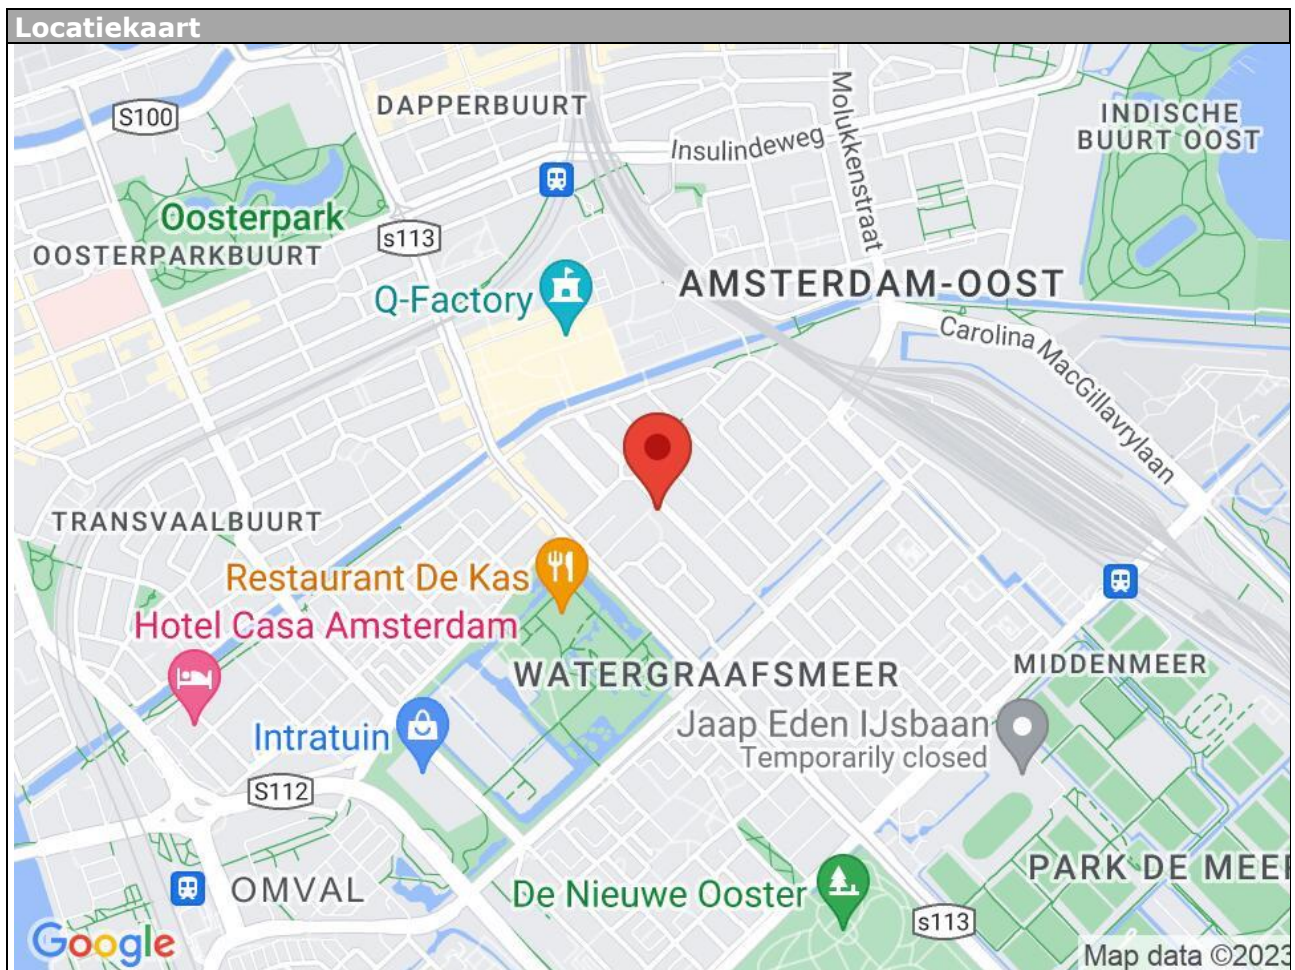 Locatiekaart
S100
DAPPERBUURT
Molukkenstraat
INDISCHE
BUURT OOST
Insulindeweg
Oosterpark
OOSTERPARKBUURT
s113
Q-Factory
AMSTERDAM-OOST
Carolina MacGillavrylaan
TRANSVAALBUURT
Restaurant De Kas
Hotel Casa Amsterdam
WATERGRAAFSMEER
MIDDENMEER
Intratuin
Jaap Eden IJsbaan
Temporarily closed
S112
PARK DE MEER
OMVAL
De Nieuwe Ooster
s113
Google
Map data ©2023